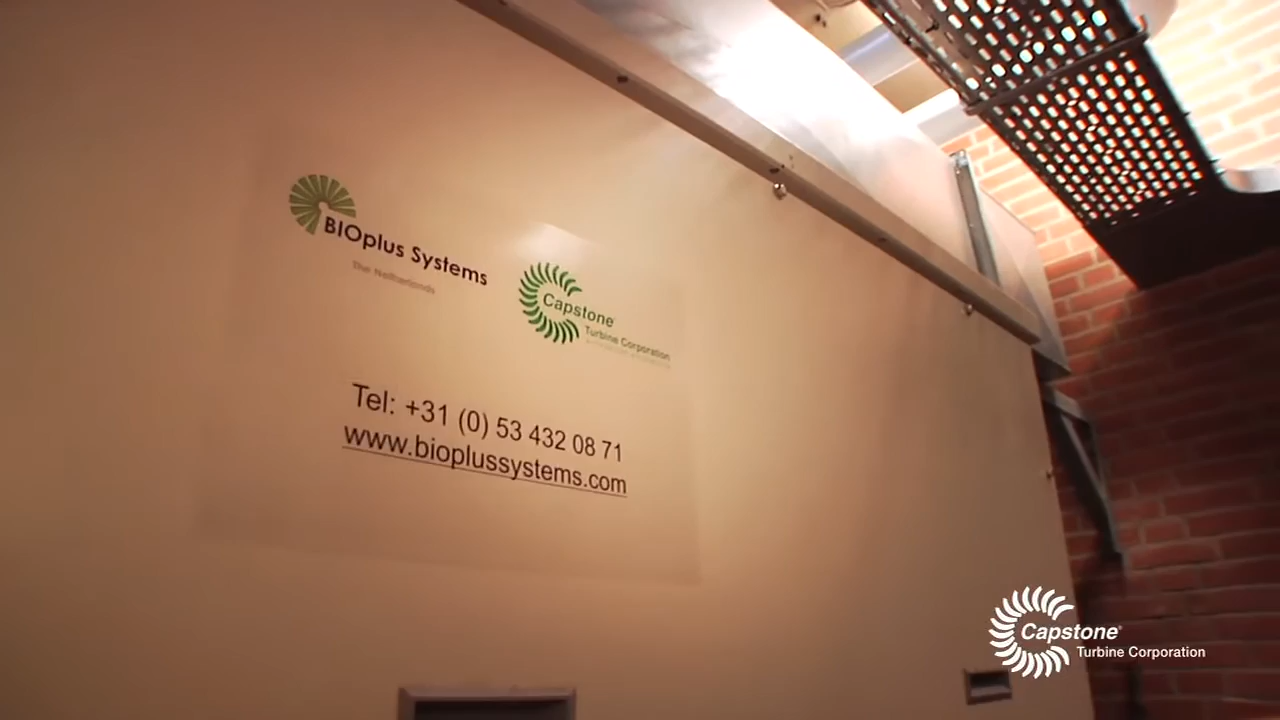 BIOplus Systems
The Netherlands
Capstone®
Turbine Corporation
Tel: +31 (0) 53 432 08 71
www.bioplussystems.com
Capstone®
Turbine Corporation